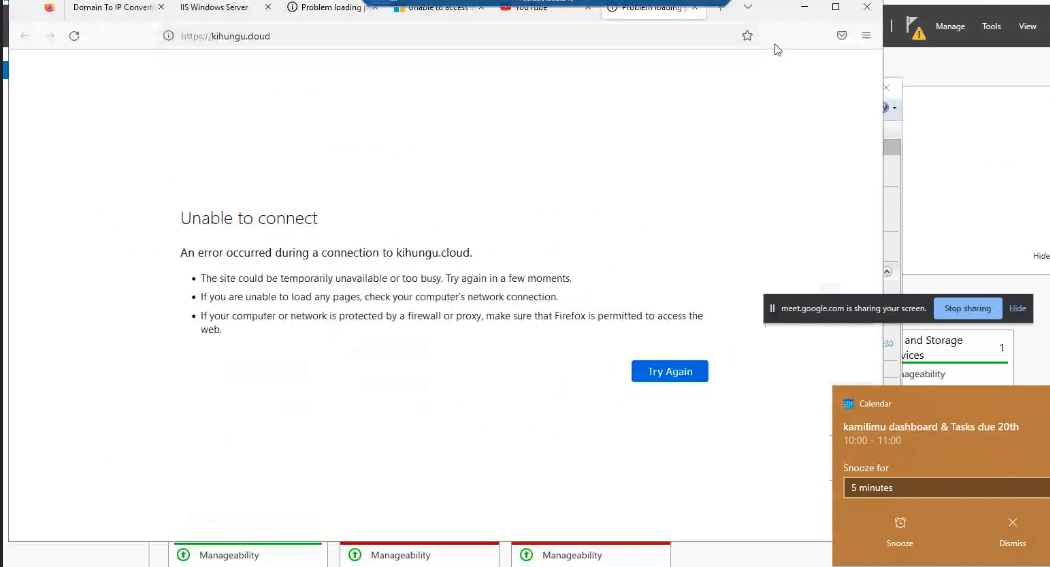 Domain To IP Convert
IIS Windows Server
Problem loading
Unable to access
YouTube
Problem loading
https://kihungu.cloud
Manage
Tools
View
Unable to connect
An error occurred during a connection to kihungu.cloud.
The site could be temporarily unavailable or too busy. Try again in a few moments.
If you are unable to load any pages, check your computer's network connection.
If your computer or network is protected by a firewall or proxy, make sure that Firefox is permitted to access the
web.
Try Again
Hide
meet.google.com is sharing your screen.
Stop sharing
Hide
and Storage
vices
1
anageability
Calendar
kamilimu dashboard & Tasks due 20th
10:00 - 11:00
Snooze for
5 minutes
Snooze
Dismiss
Manageability
Manageability
Manageability